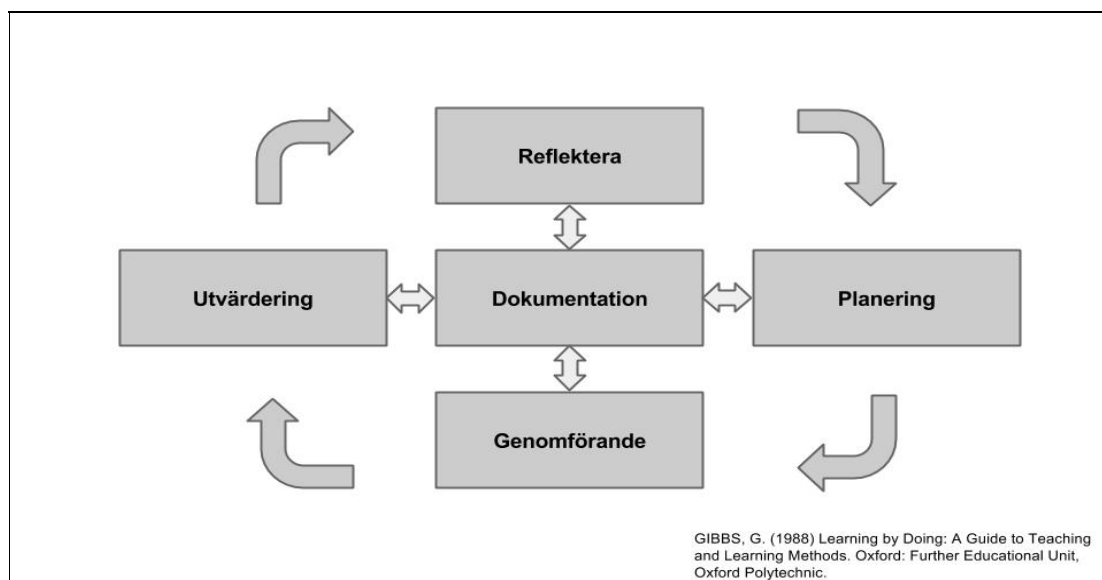 Reflektera
Utvärdering
Dokumentation
Planering
Genomförande
GIBBS, G. (1988) Learning by Doing: A Guide to Teaching
and Learning Methods. Oxford: Further Educational Unit,
Oxford Polytechnic.